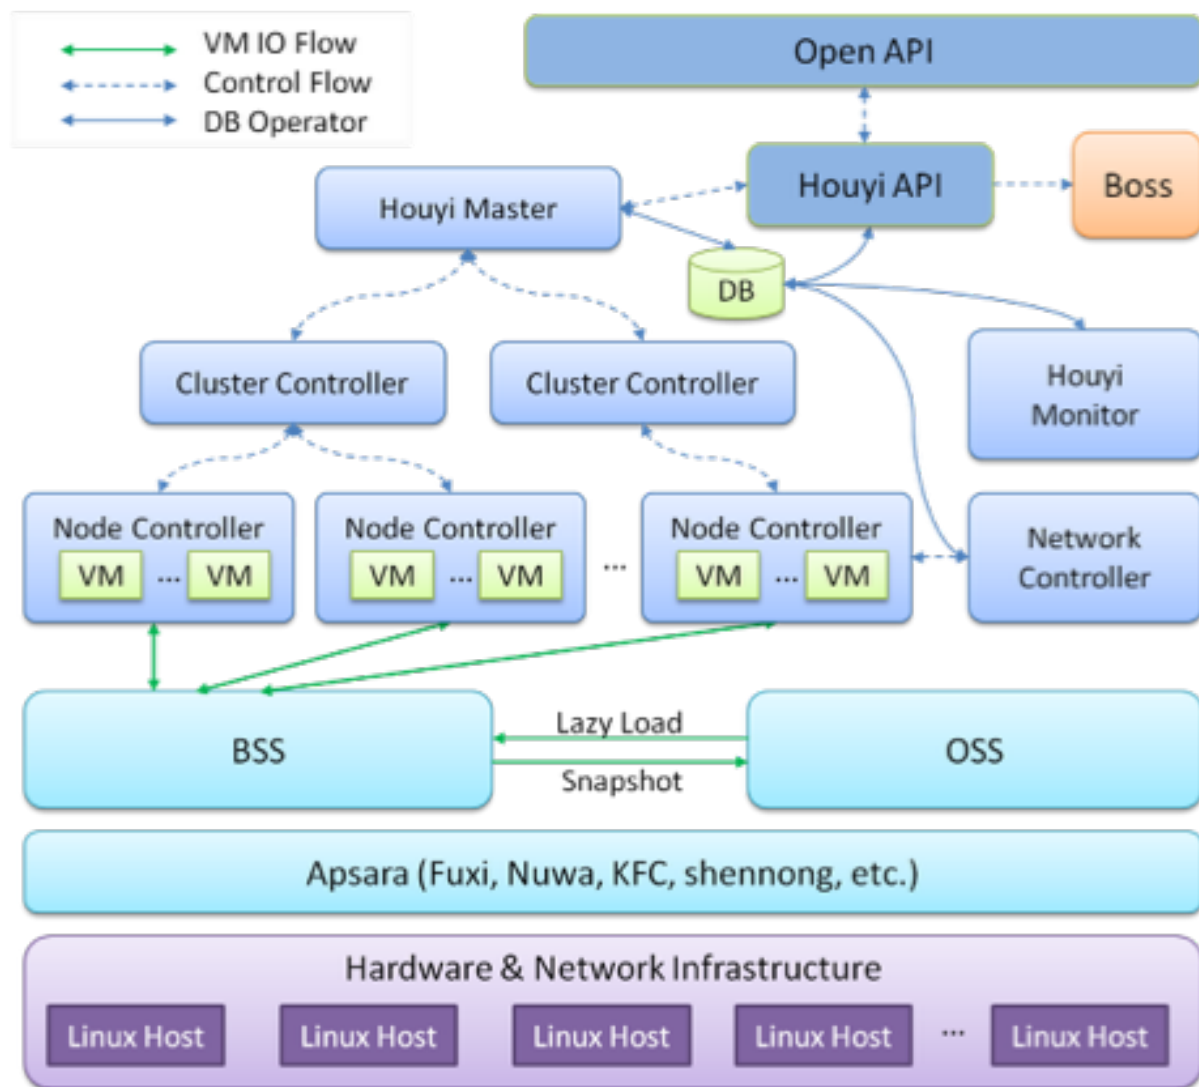 VM IO Flow
Control Flow
DB Operator
Open API
Houyi API
Boss
Houyi Master
DB
Cluster Controller
Cluster Controller
Houyi
Monitor
Node Controller
VM ... VM
Node Controller
VM ... VM
...
Node Controller
VM ... VM
Network
Controller
BSS
Lazy Load
Snapshot
OSS
Apsara (Fuxi, Nuwa, KFC, shennong, etc.)
Hardware & Network Infrastructure
Linux Host
Linux Host
Linux Host
Linux Host
...
Linux Host